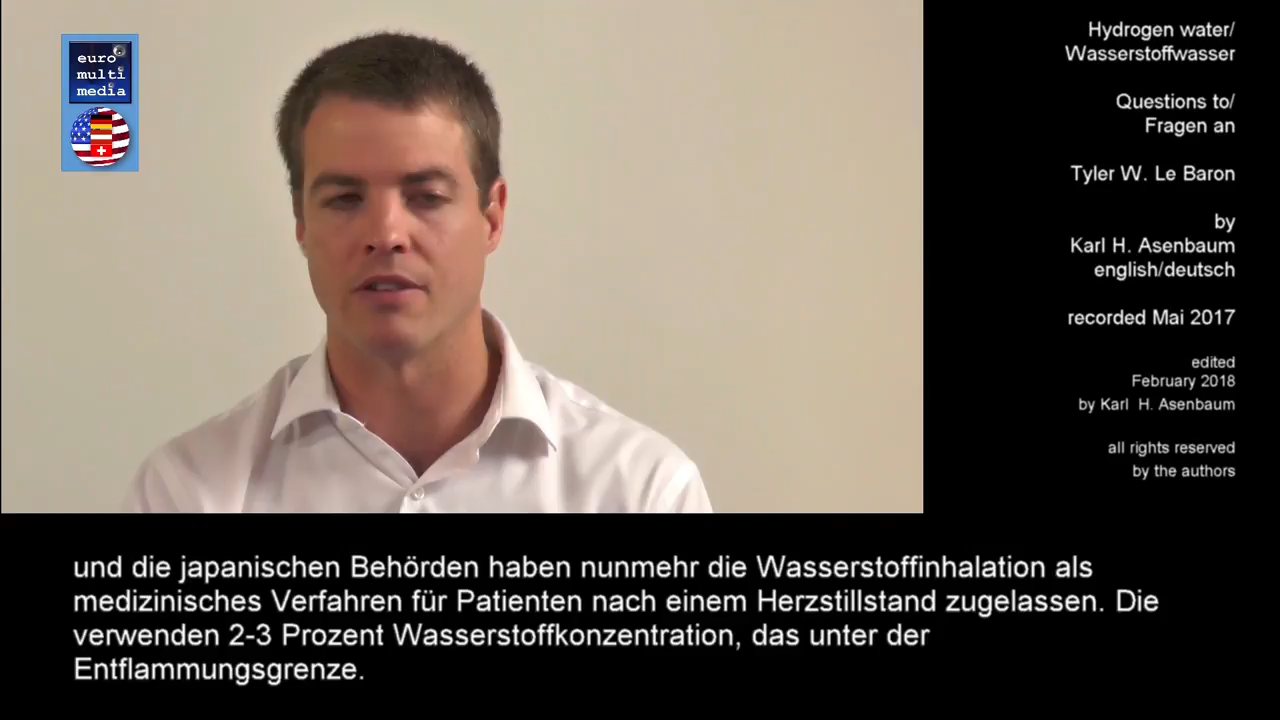 euro
multi
media
Hydrogen water/
Wasserstoffwasser
Questions to/
Fragen an
Tyler W. Le Baron
by
Karl H. Asenbaum
english/deutsch
recorded Mai 2017
edited
February 2018
by Karl H. Asenbaum
all rights reserved
by the authors
und die japanischen Behörden haben nunmehr die Wasserstoffinhalation als
medizinisches Verfahren für Patienten nach einem Herzstillstand zugelassen. Die
verwenden 2-3 Prozent Wasserstoffkonzentration, das unter der
Entflammungsgrenze.